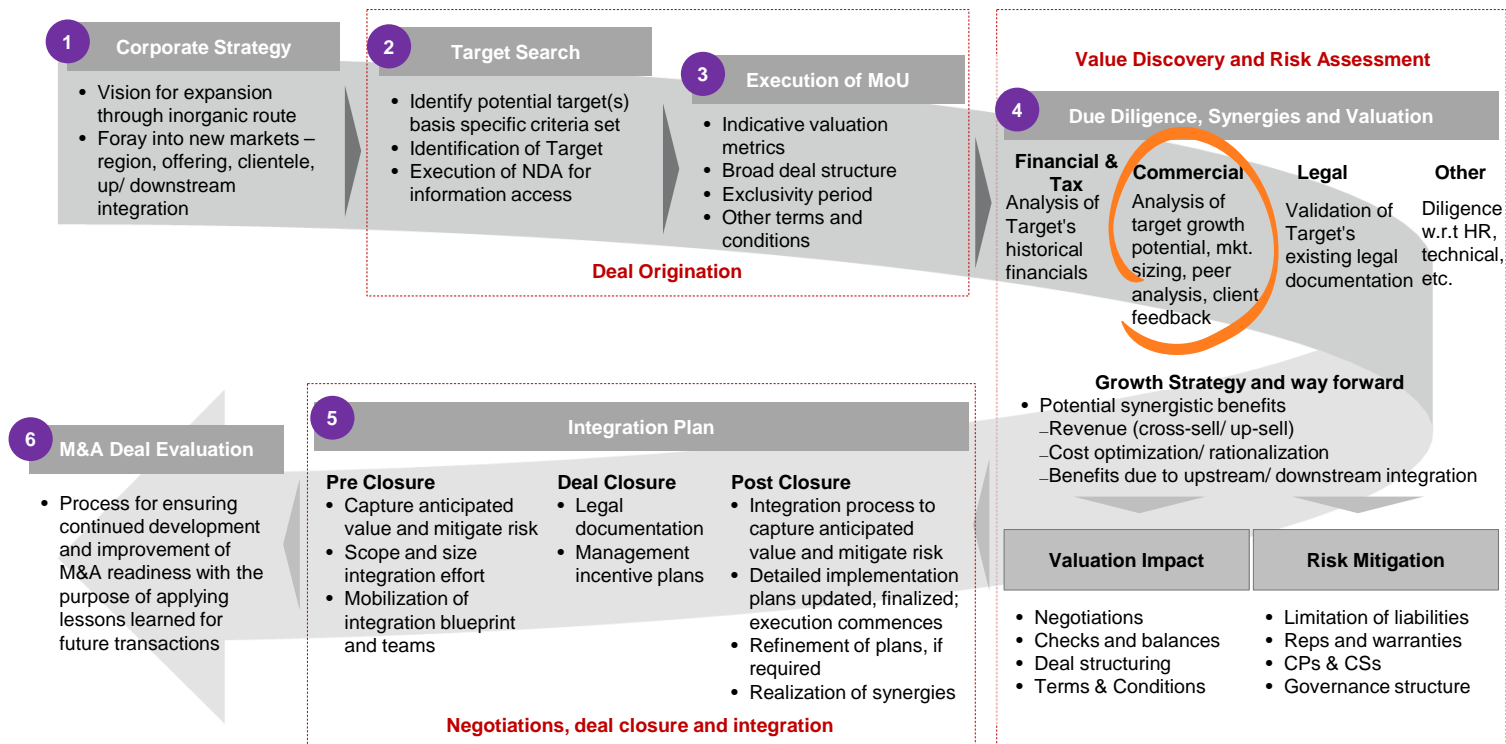 1
Corporate Strategy
• Vision for expansion
through inorganic route
• Foray into new markets –
region, offering, clientele,
up/ downstream
integration
2
Target Search
• Identify potential target(s)
basis specific criteria set
• Identification of Target
• Execution of NDA for
information access
3
Execution of MoU
• Indicative valuation
metrics
• Broad deal structure
• Exclusivity period
• Other terms and
conditions
Deal Origination
Value Discovery and Risk Assessment
4
Due Diligence, Synergies and Valuation
Financial &
Tax
Analysis of
Target's
historical
financials
Commercial
Analysis of
target growth
potential, mkt.
sizing, peer
analysis, client
feedback
Legal
Validation of
Target's
existing legal
documentation
Other
Diligence
w.r.t HR,
technical,
etc.
Growth Strategy and way forward
• Potential synergistic benefits
–Revenue (cross-sell/ up-sell)
–Cost optimization/ rationalization
–Benefits due to upstream/ downstream integration
Valuation Impact
• Negotiations
• Checks and balances
• Deal structuring
• Terms & Conditions
Risk Mitigation
• Limitation of liabilities
• Reps and warranties
• CPs & CSs
• Governance structure
5
Integration Plan
Pre Closure
• Capture anticipated
value and mitigate risk
• Scope and size
integration effort
• Mobilization of
integration blueprint
and teams
Deal Closure
• Legal
documentation
• Management
incentive plans
Post Closure
• Integration process to
capture anticipated
value and mitigate risk
• Detailed implementation
plans updated, finalized;
execution commences
• Refinement of plans, if
required
• Realization of synergies
Negotiations, deal closure and integration
6
M&A Deal Evaluation
• Process for ensuring
continued development
and improvement of
M&A readiness with the
purpose of applying
lessons learned for
future transactions